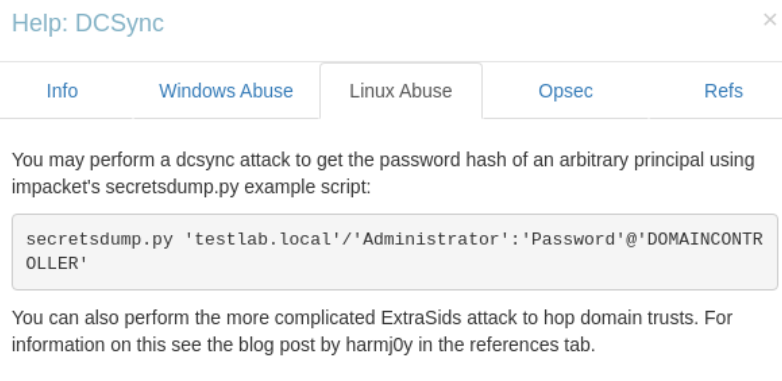 Help: DCSync
×
Info Windows Abuse Linux Abuse Opsec Refs
You may perform a dcsync attack to get the password hash of an arbitrary principal using
impacket's secretsdump.py example script:
secretsdump.py 'testlab.local'/'Administrator':'Password'@'DOMAINCONTR
OLLER'
You can also perform the more complicated ExtraSids attack to hop domain trusts. For
information on this see the blog post by harmj0y in the references tab.